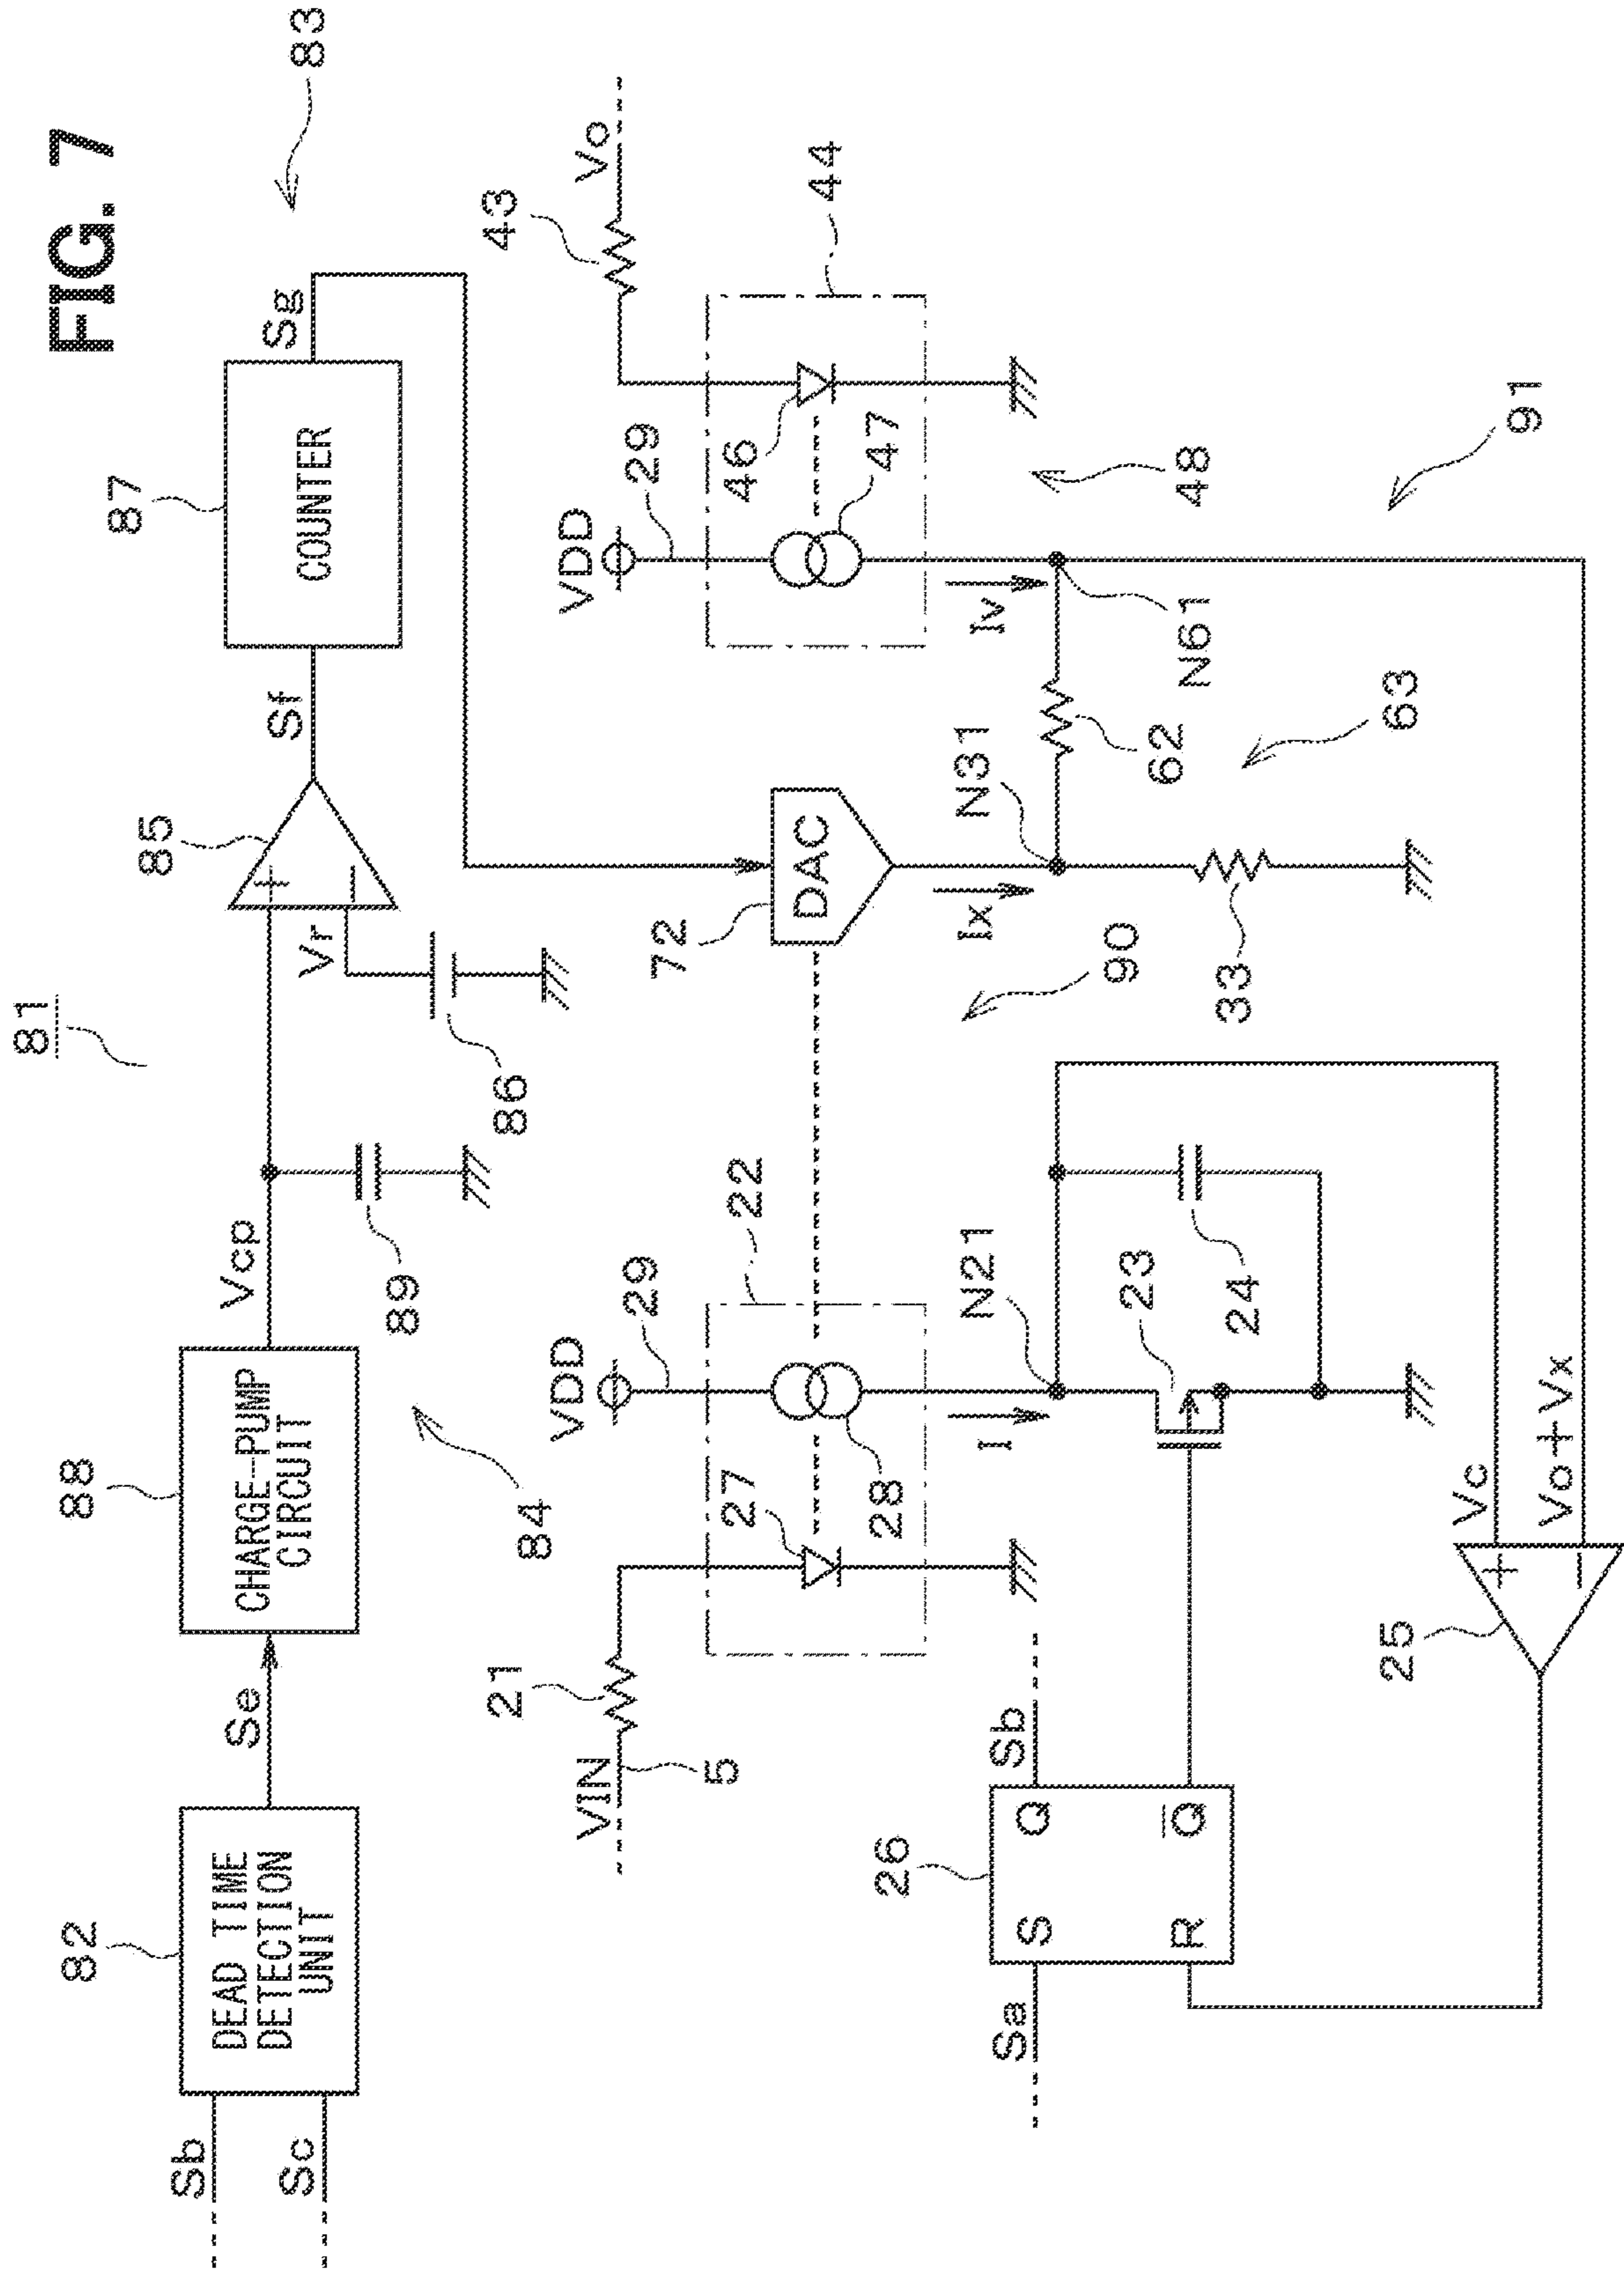 FIG. 7
81
83
82
DEAD TIME
DETECTION
UNIT
Sb
Sc
Se
88
CHARGE-PUMP
CIRCUIT
Vcp
89
84
85
+
−
Vr
86
Sf
87
COUNTER
Sg
VIN
5
21
VDD
29
22
27
28
I
72
DAC
Ix
90
N31
33
62
63
VDD
29
43
Vo
44
46
47
Iv
48
N61
91
Sa
26
S
Q
R
Q̅
Sb
N21
23
24
25
+
−
Vc
Vo+Vx